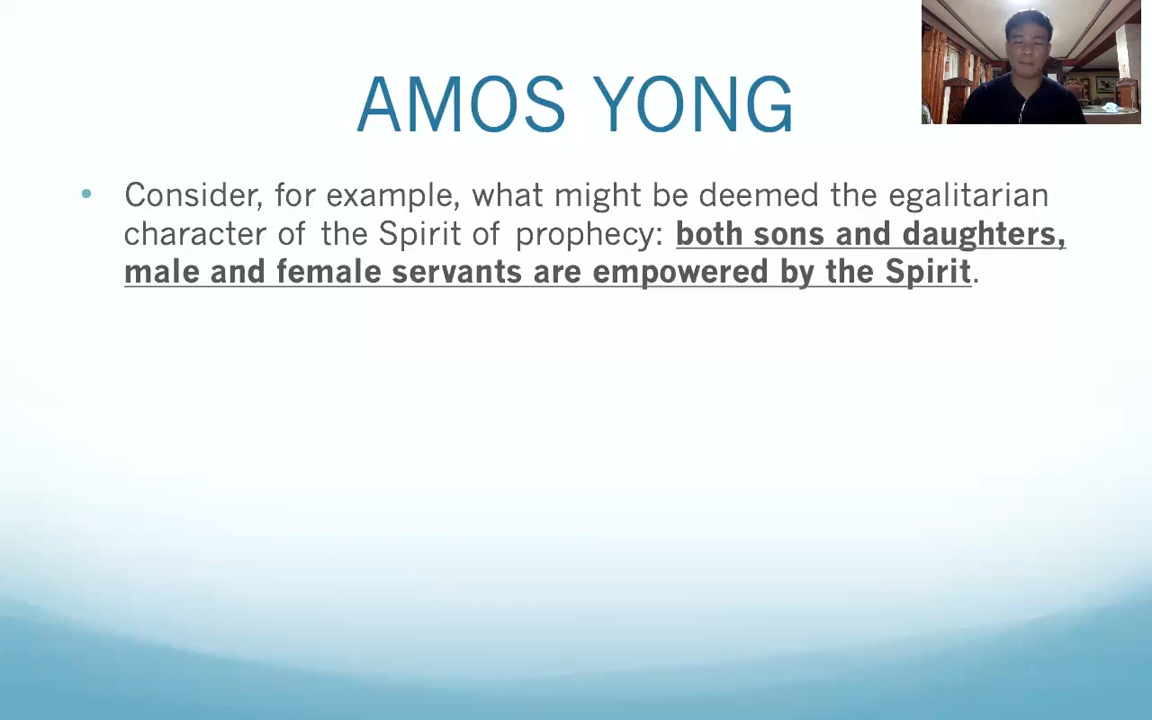 AMOS YONG
• Consider, for example, what might be deemed the egalitarian
character of the Spirit of prophecy: both sons and daughters,
male and female servants are empowered by the Spirit.